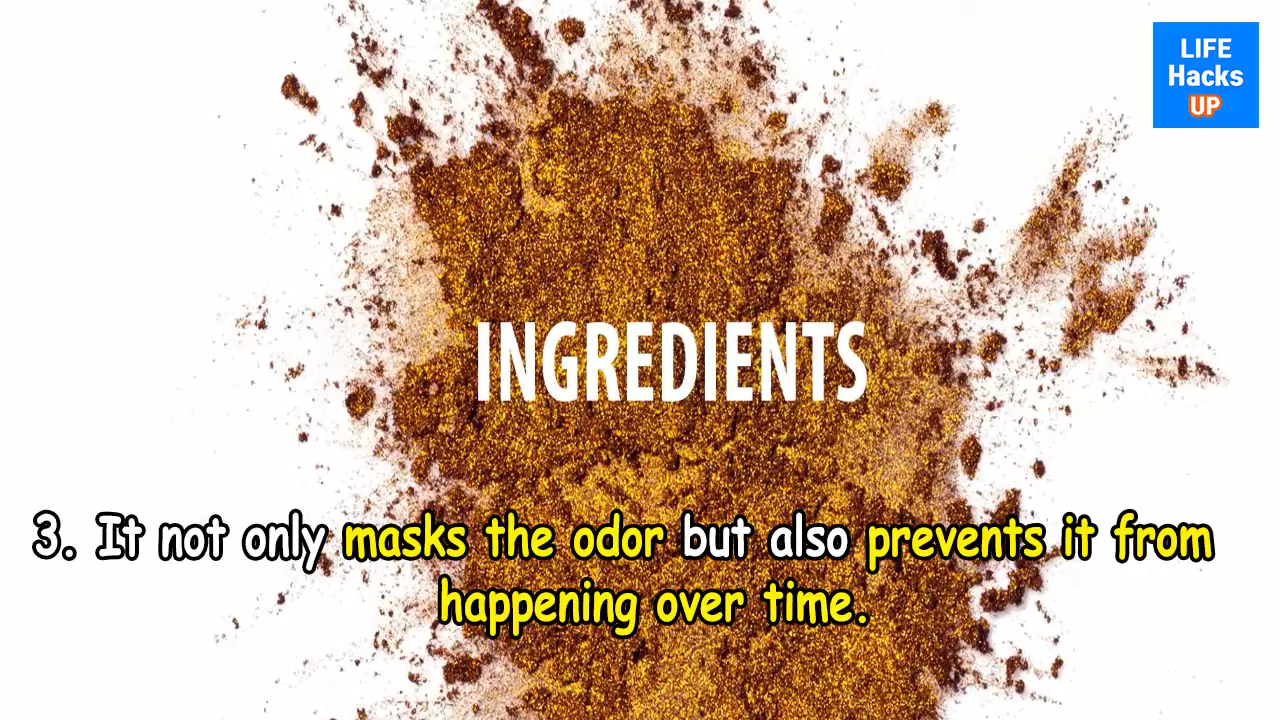 LIFE
Hacks
UP
INGREDIENTS
3. It not only masks the odor but also prevents it from
happening over time.